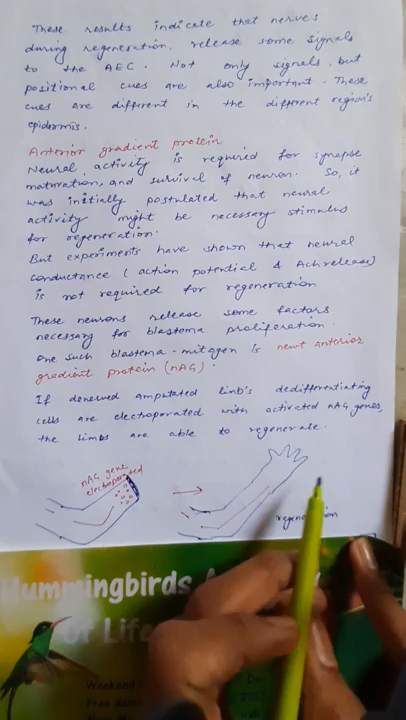 These results indicate that nerves
during regeneration, release some signals
to the AEC. Not only signals, but
positional cues are also important. These
cues are different in the different region's
epidermis.
Anterior gradient protein
Neural activity is required for synapse
maturation, and survival of neuron. So, it
was initially postulated that neural
activity might be necessary stimulus
for regeneration.
But experiments have shown that neural
conductance (action potential & Ach release)
is not required for regeneration
These neurons release some factors
necessary for blastema proliferation.
One such blastema-mitogen is newt anterior
gradient protein (nAG).
If denerved amputated limb's dedifferentiating
cells are electroporated with activated nAG genes,
the limbs are able to regenerate.
nAG gene
electroporated
regeneration
Hummingbirds
Of Life
Weekend
Free